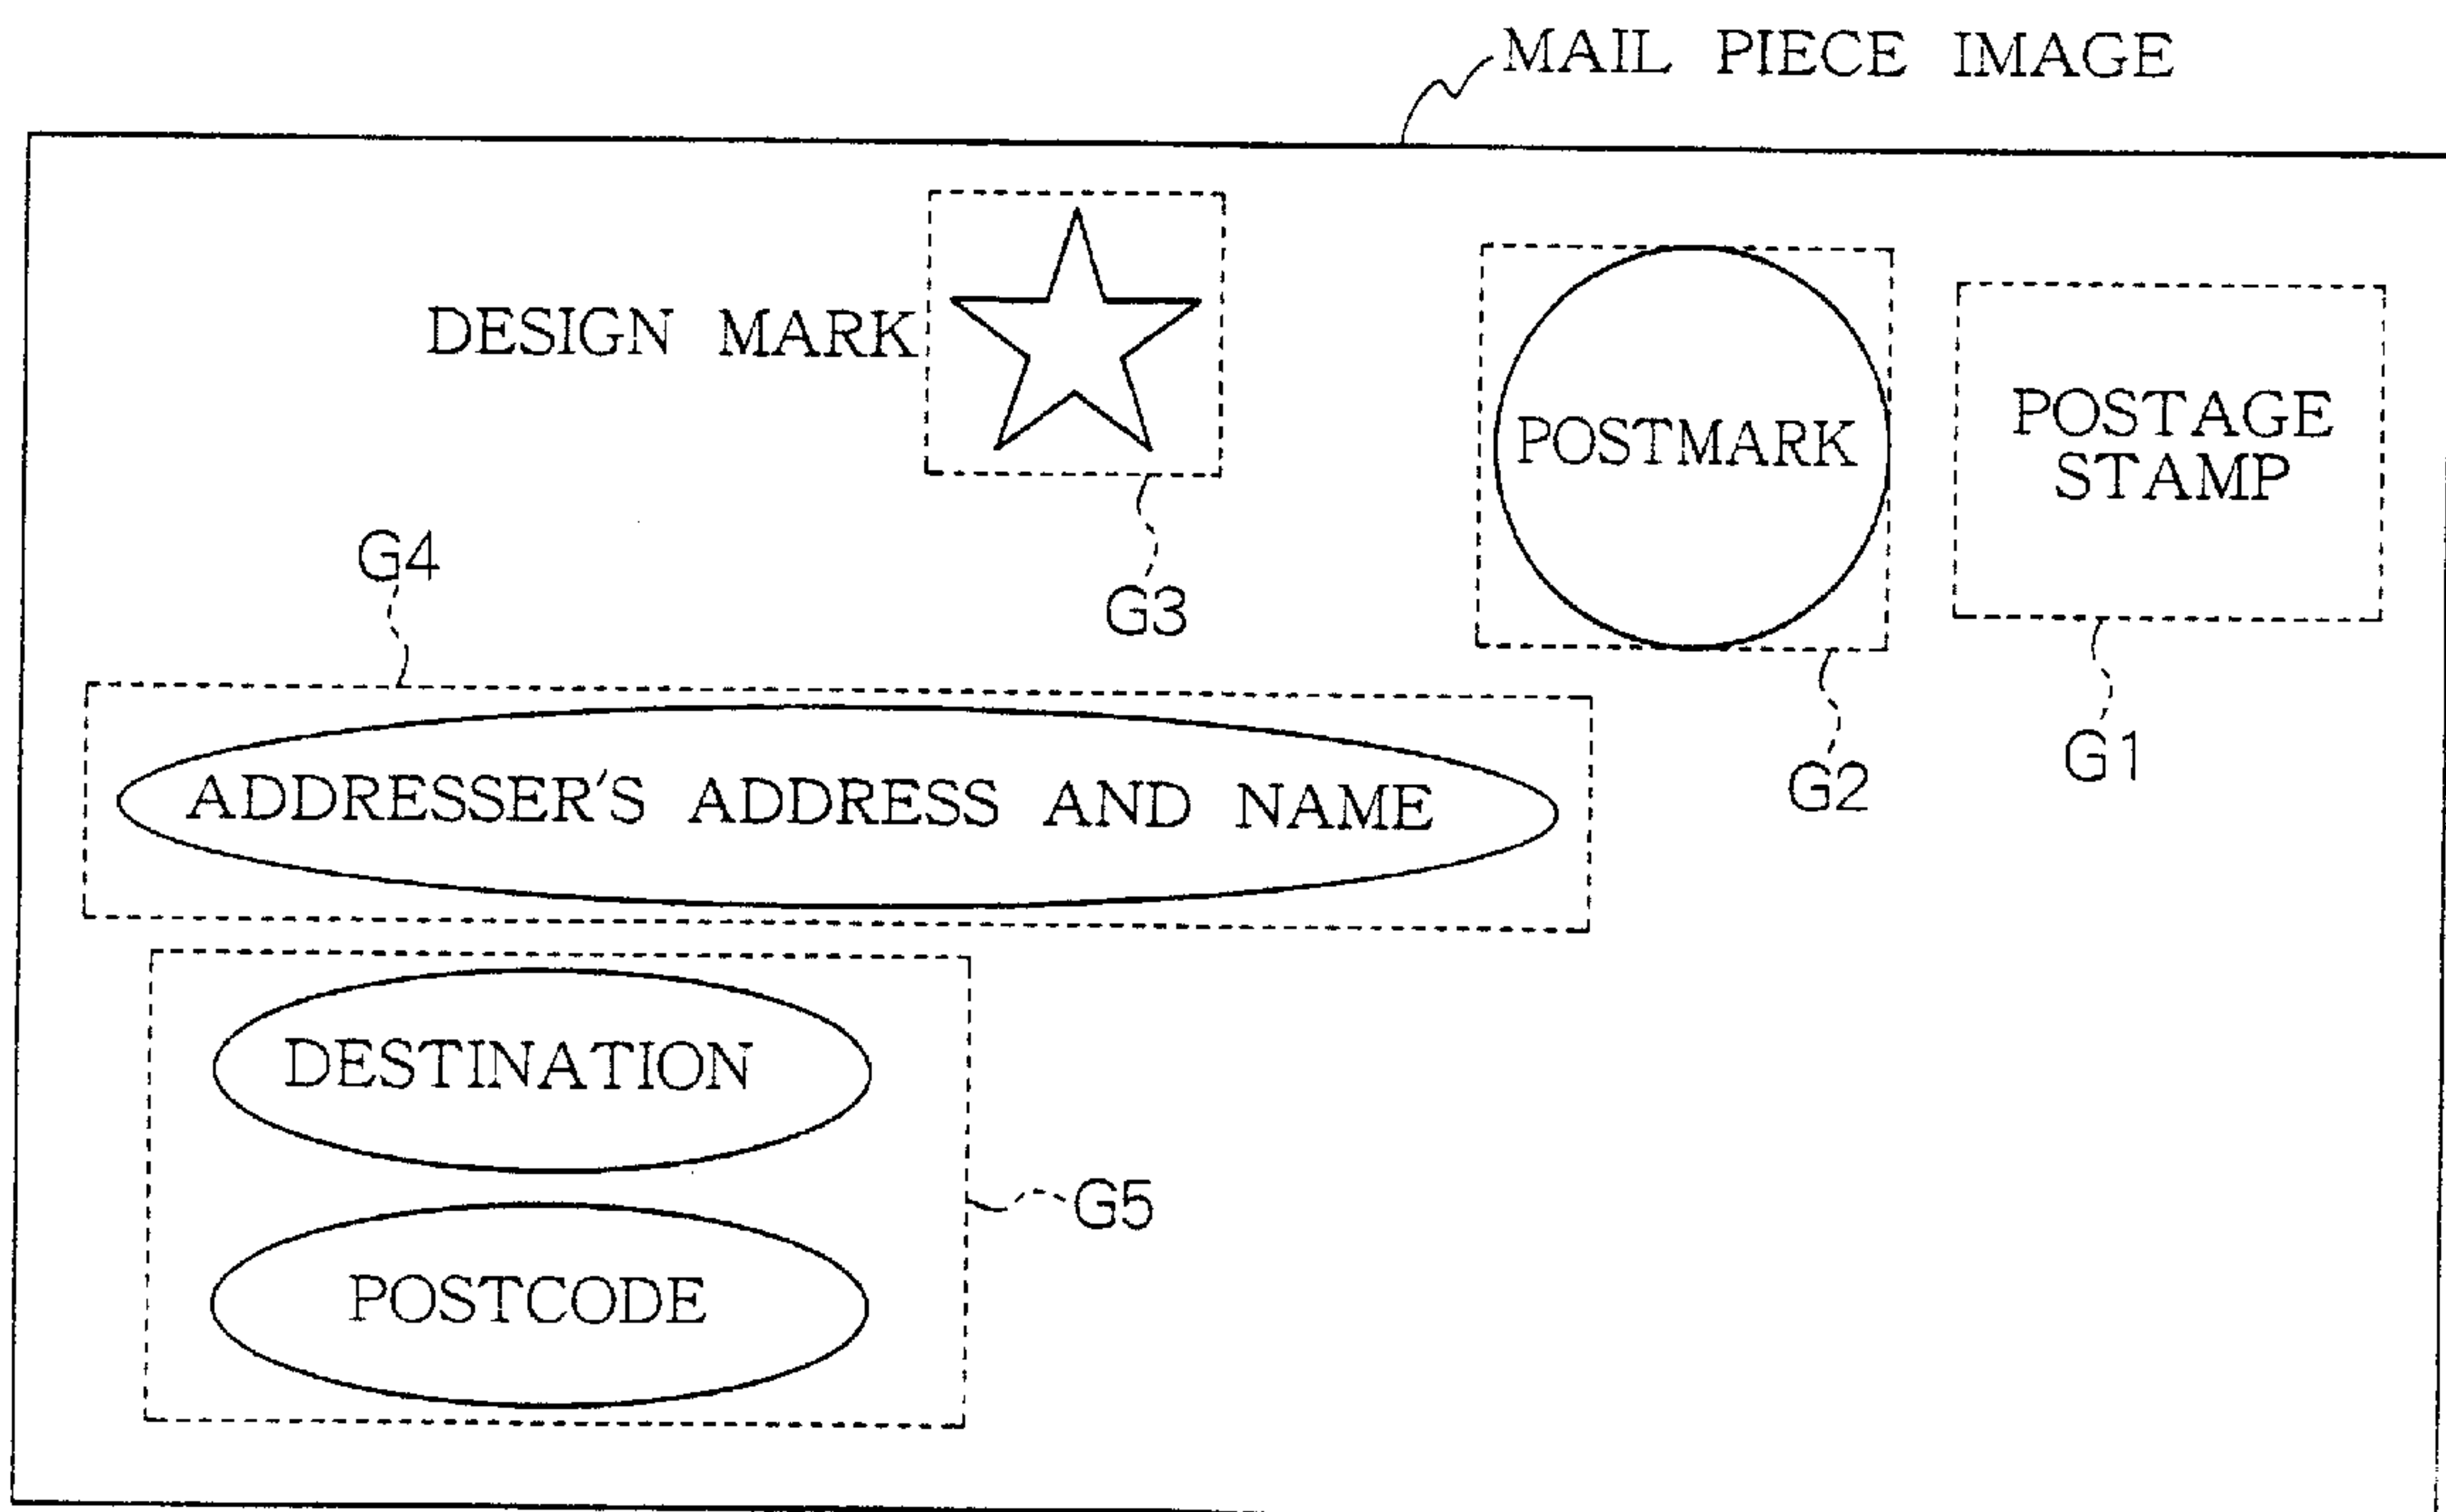 MAIL PIECE IMAGE
DESIGN MARK
POSTMARK
POSTAGE
STAMP
G4
G3
G2
G1
ADDRESSER'S ADDRESS AND NAME
DESTINATION
G5
POSTCODE